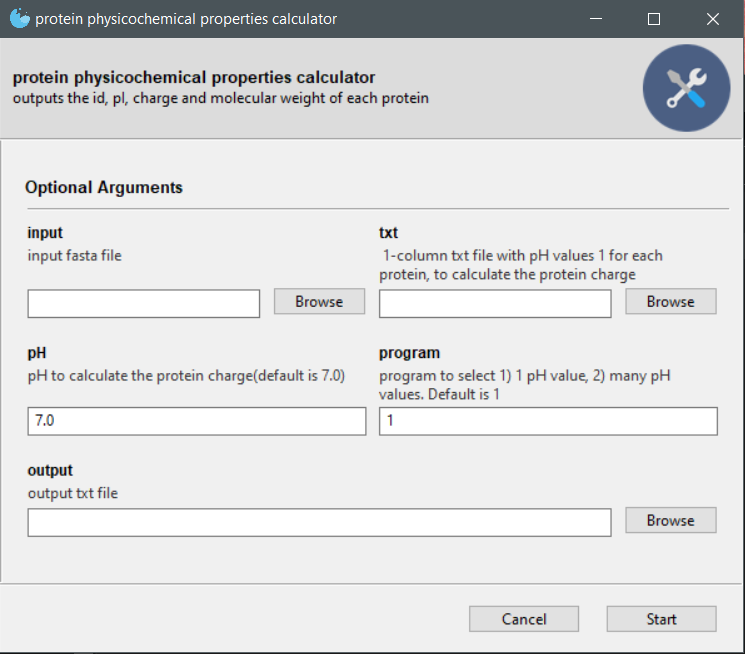 protein physicochemical properties calculator
protein physicochemical properties calculator
outputs the id, pI, charge and molecular weight of each protein
Optional Arguments
input
input fasta file
Browse
txt
1-column txt file with pH values 1 for each
protein, to calculate the protein charge
Browse
pH
pH to calculate the protein charge(default is 7.0)
7.0
program
program to select 1) 1 pH value, 2) many pH
values. Default is 1
1
output
output txt file
Browse
Cancel
Start